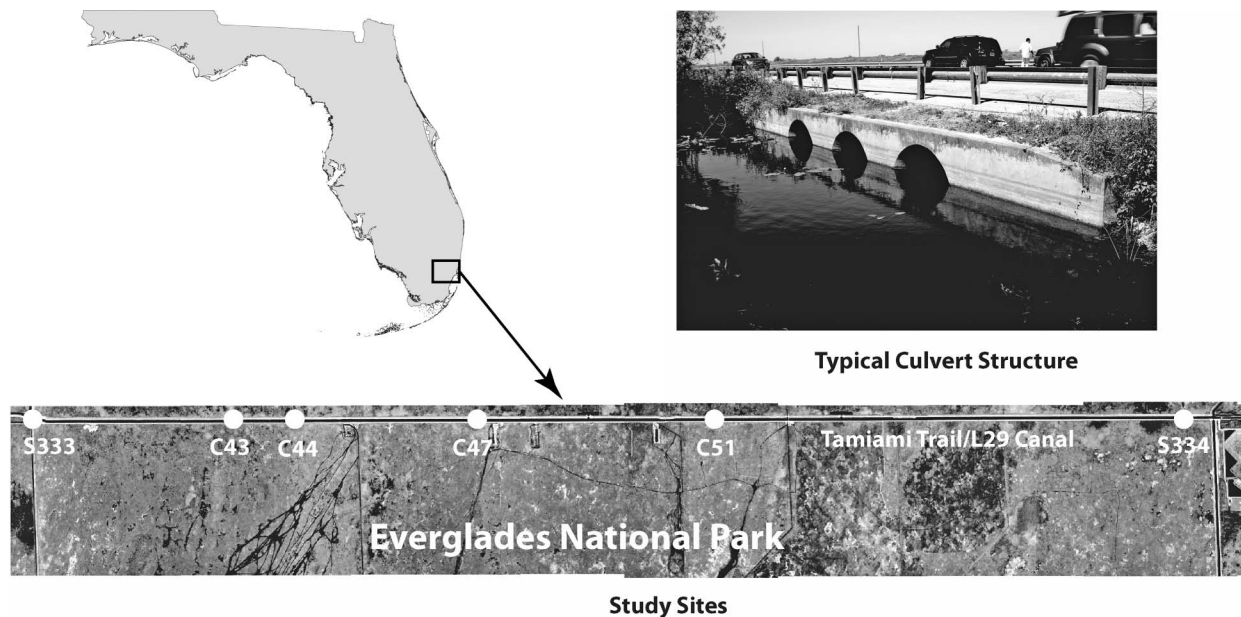 Typical Culvert Structure
S333
C43
C44
C47
C51
Tamiami Trail/L29 Canal
S334
Everglades National Park
Study Sites